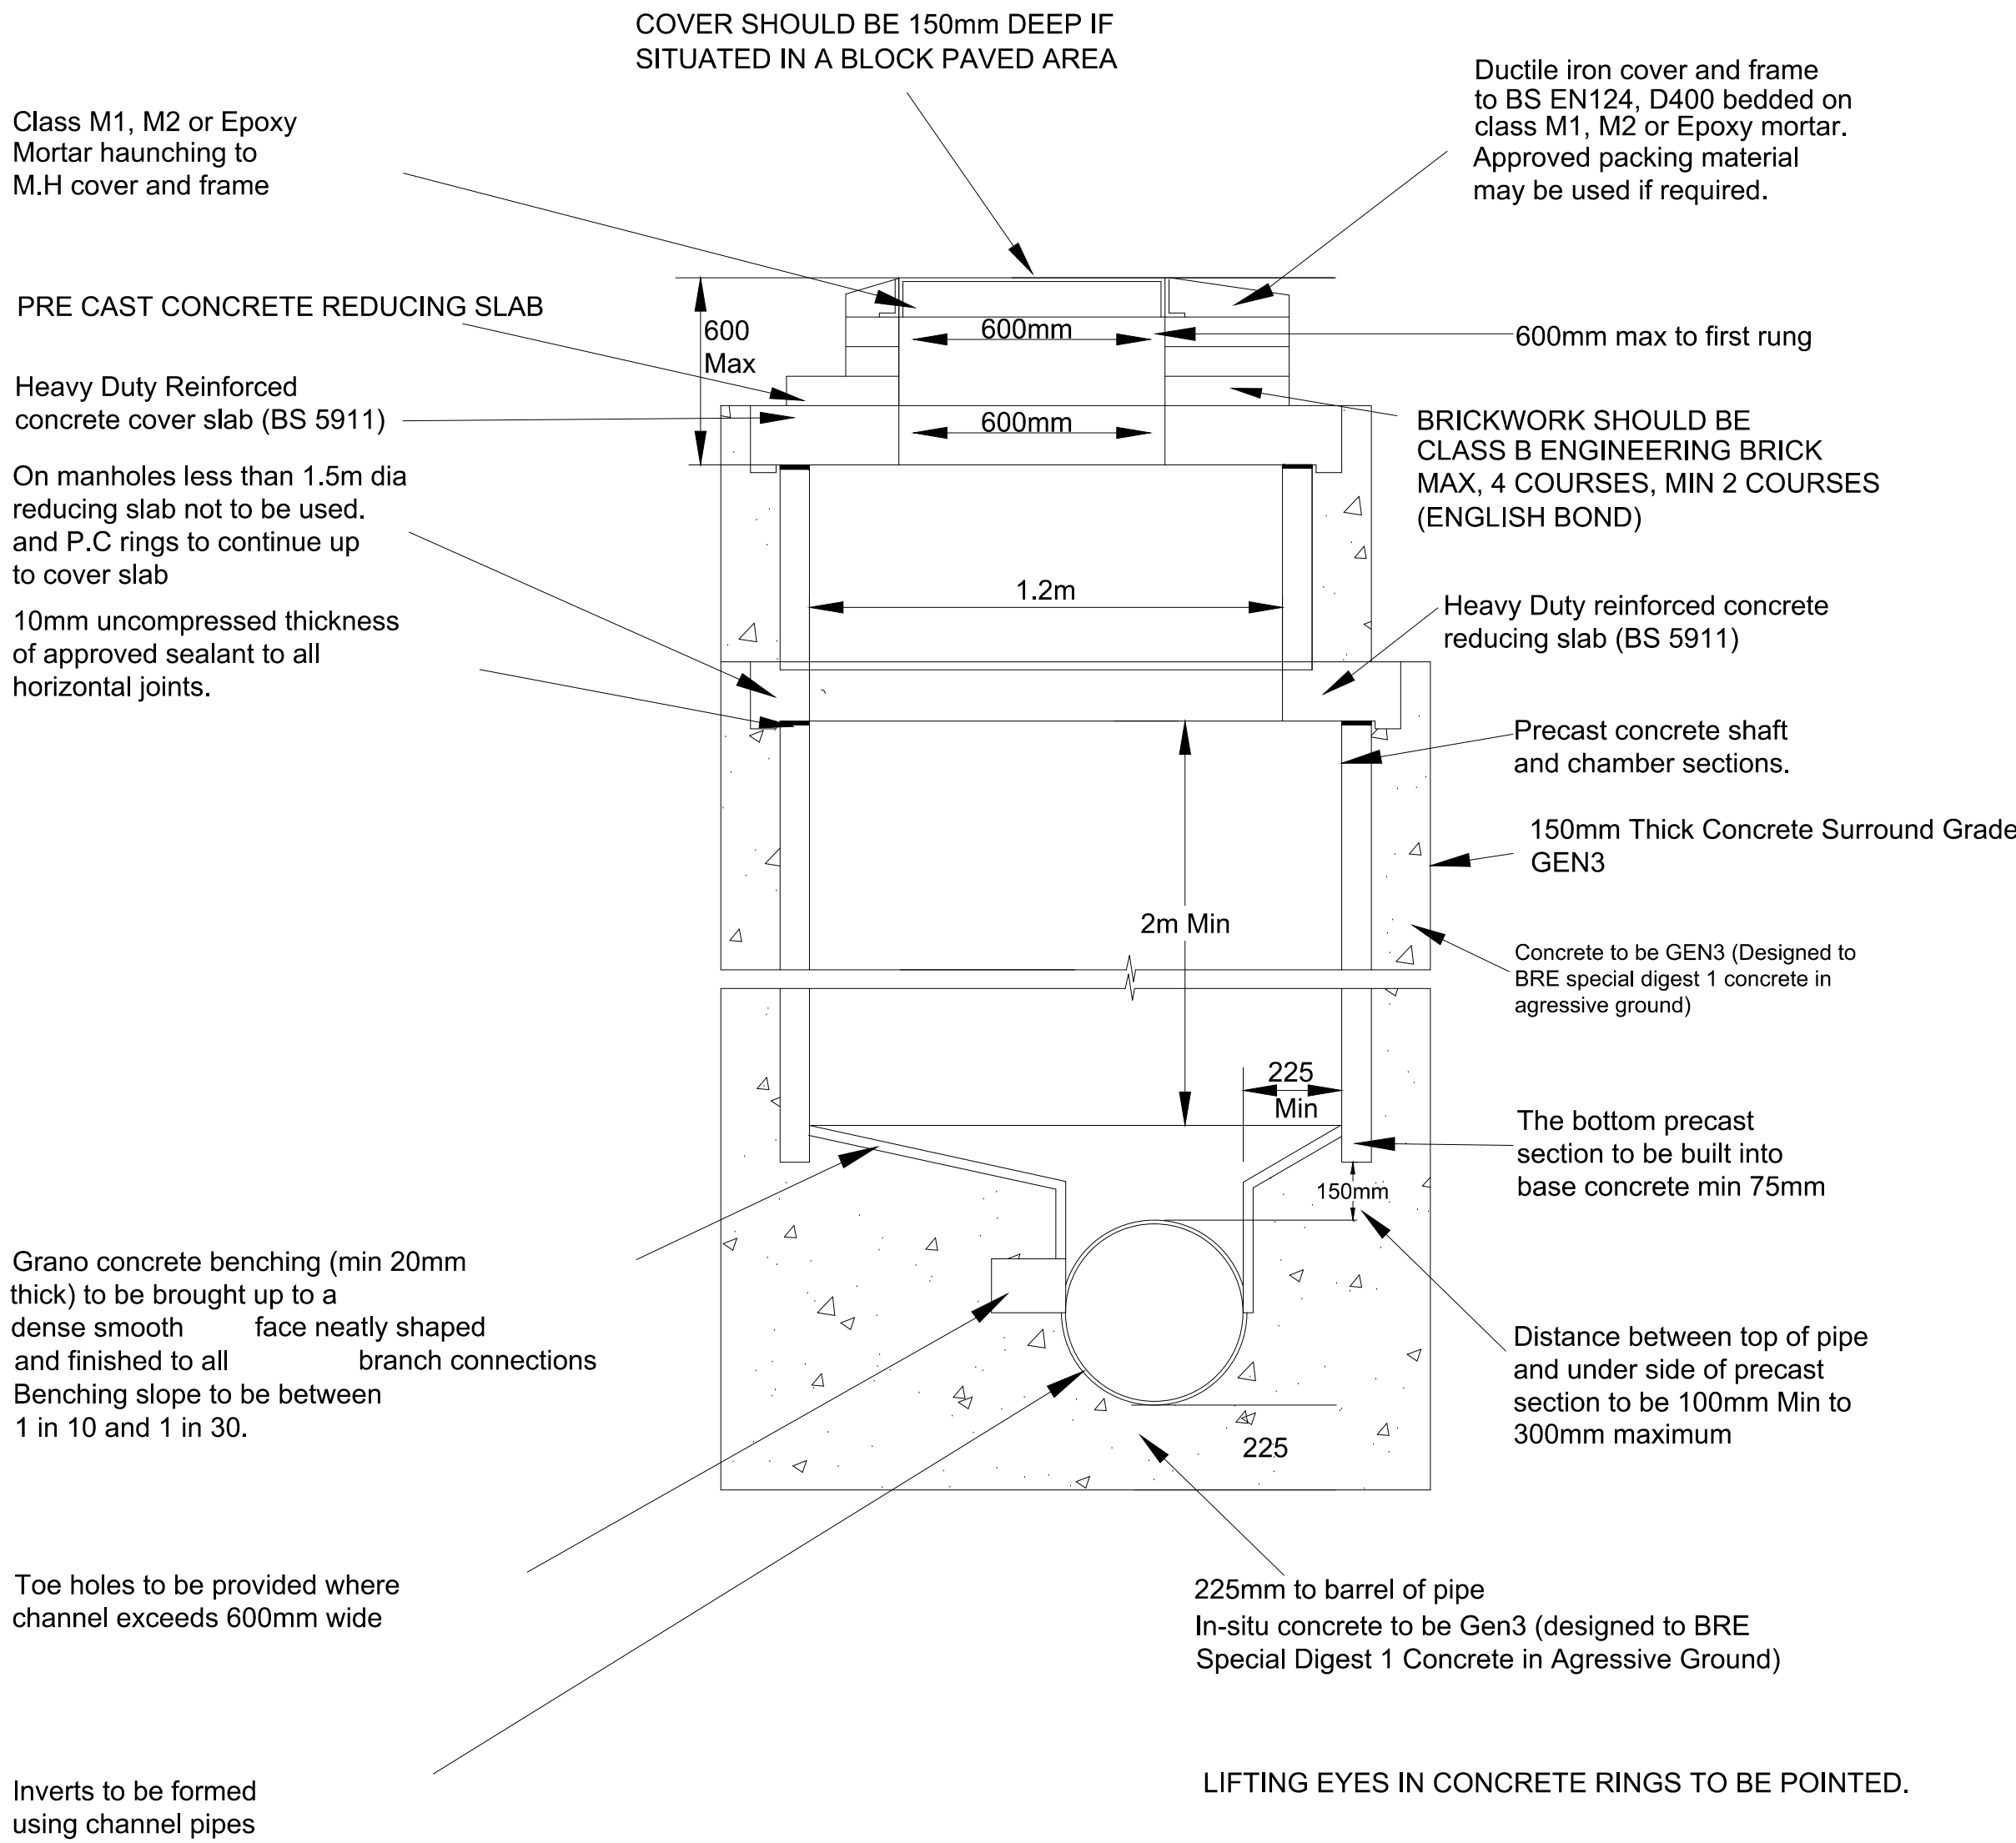 COVER SHOULD BE 150mm DEEP IF
SITUATED IN A BLOCK PAVED AREA
Ductile iron cover and frame
to BS EN124, D400 bedded on
class M1, M2 or Epoxy mortar.
Approved packing material
may be used if required.
Class M1, M2 or Epoxy
Mortar haunching to
M.H cover and frame
PRE CAST CONCRETE REDUCING SLAB
600
Max
600mm
600mm max to first rung
Heavy Duty Reinforced
concrete cover slab (BS 5911)
600mm
BRICKWORK SHOULD BE
CLASS B ENGINEERING BRICK
MAX, 4 COURSES, MIN 2 COURSES
(ENGLISH BOND)
On manholes less than 1.5m dia
reducing slab not to be used.
and P.C rings to continue up
to cover slab
1.2m
Heavy Duty reinforced concrete
reducing slab (BS 5911)
10mm uncompressed thickness
of approved sealant to all
horizontal joints.
Precast concrete shaft
and chamber sections.
150mm Thick Concrete Surround Grade
GEN3
2m Min
Concrete to be GEN3 (Designed to
BRE special digest 1 concrete in
agressive ground)
225
Min
The bottom precast
section to be built into
base concrete min 75mm
150mm
Grano concrete benching (min 20mm
thick) to be brought up to a
dense smooth face neatly shaped
and finished to all branch connections
Benching slope to be between
1 in 10 and 1 in 30.
Distance between top of pipe
and under side of precast
section to be 100mm Min to
300mm maximum
225
Toe holes to be provided where
channel exceeds 600mm wide
225mm to barrel of pipe
In-situ concrete to be Gen3 (designed to BRE
Special Digest 1 Concrete in Agressive Ground)
Inverts to be formed
using channel pipes
LIFTING EYES IN CONCRETE RINGS TO BE POINTED.